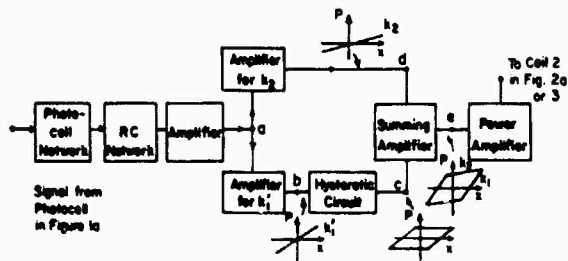 P
k₂
x
Amplifier
for k₂
d
To Coil 2
in Fig. 2a
or 3
Photo-
cell
Network
RC
Network
Amplifier
a
Summing
Amplifier
e
Power
Amplifier
Signal from
Photocell
in Figure 1a
Amplifier
for k₁'
b
Hysteretic
Circuit
c
P
k₁'
x
P
x
P
k
k₁
x